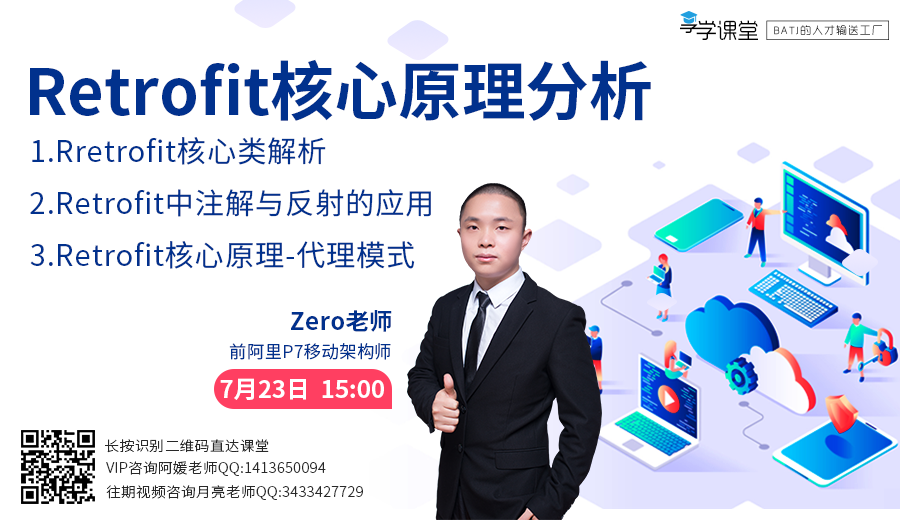 享学课堂
BATJ的人才输送工厂
Retrofit核心原理分析
1.Rretrofit核心类解析
2.Retrofit中注解与反射的应用
3.Retrofit核心原理-代理模式
Zero老师
前阿里P7移动架构师
7月23日 15:00
长按识别二维码直达课堂
VIP咨询阿媛老师QQ:1413650094
往期视频咨询月亮老师QQ:3433427729